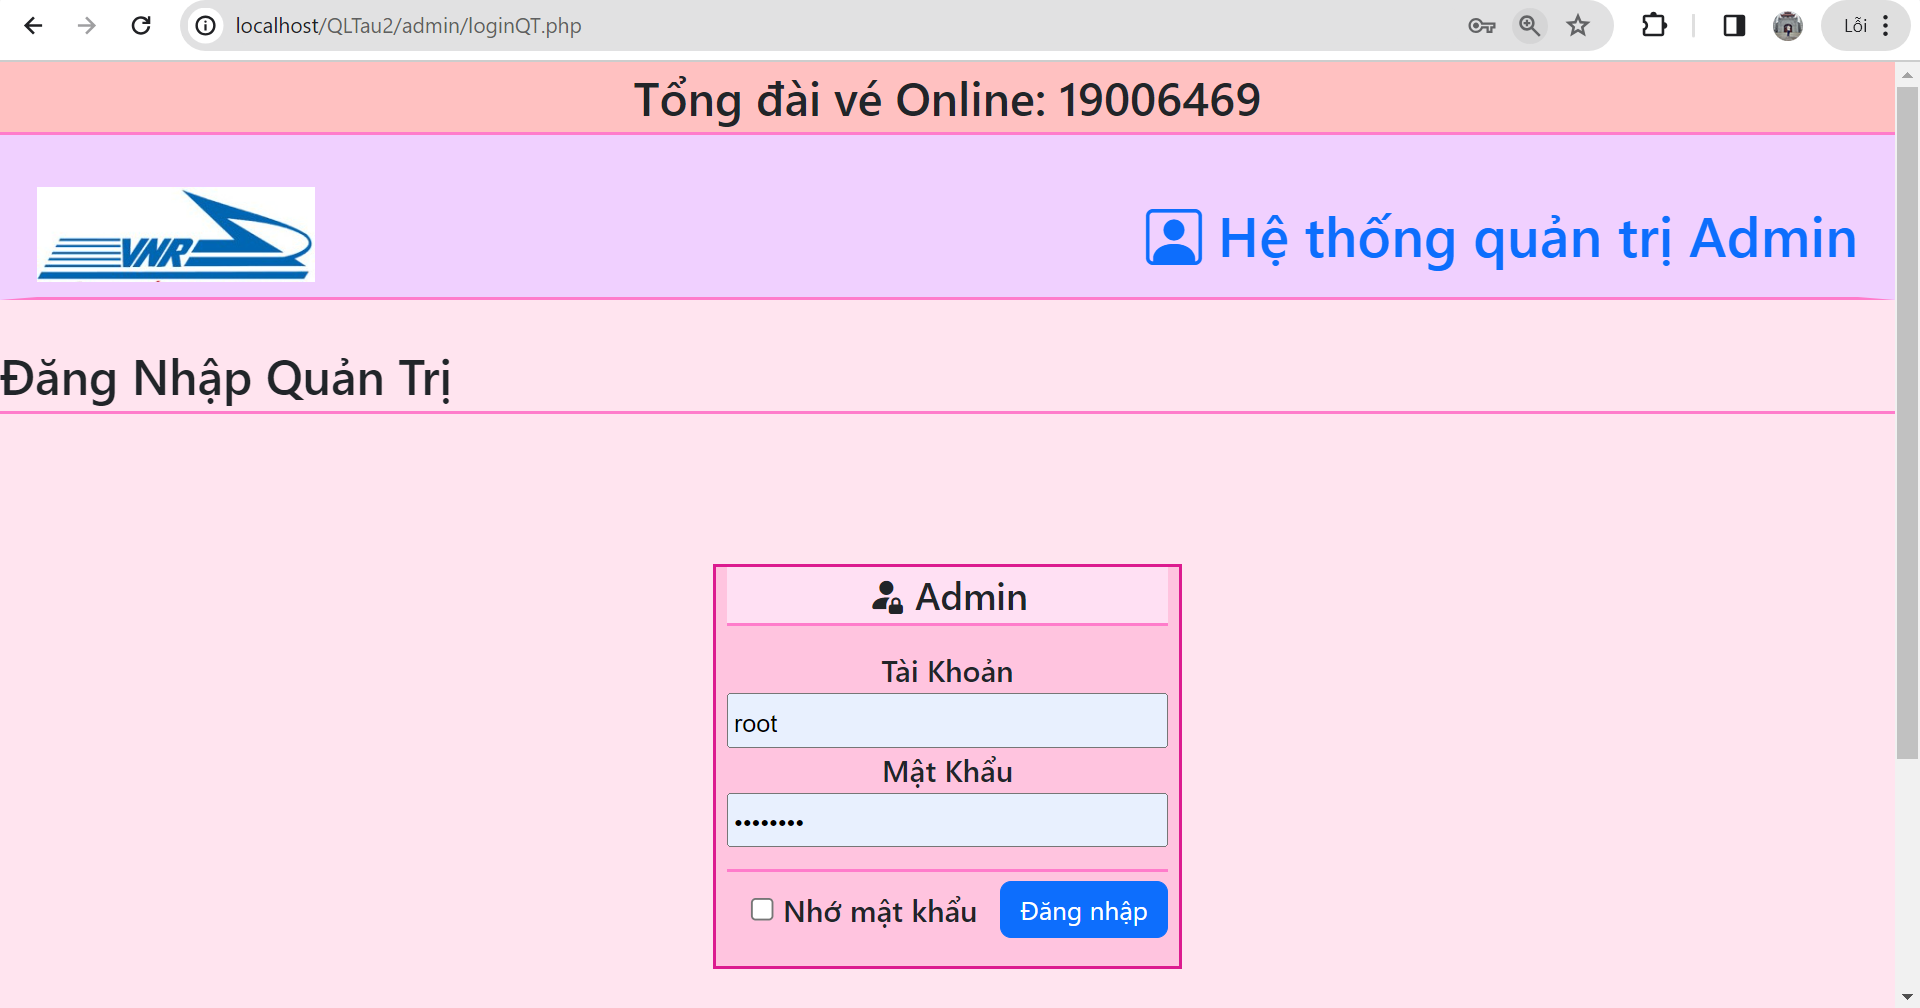 localhost/QLTau2/admin/loginQT.php
Lỗi
Tổng đài vé Online: 19006469
VNR
Hệ thống quản trị Admin
Đăng Nhập Quản Trị
Admin
Tài Khoản
root
Mật Khẩu
••••••••
Nhớ mật khẩu
Đăng nhập